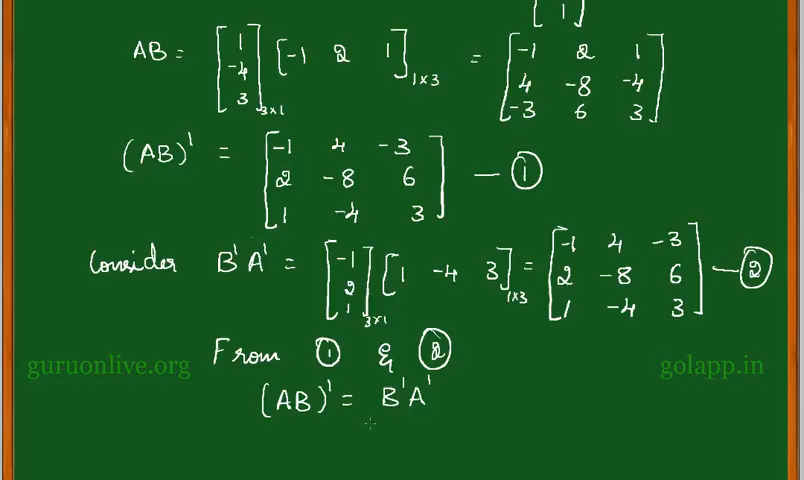 [ 1 ]
AB = [ 1 -4 3 ]3×1 [ -1 2 1 ]1×3 = [ -1 2 1
4 -8 -4
-3 6 3 ]
(AB)' = [ -1 4 -3
2 -8 6
1 -4 3 ] — ①
Consider B'A' = [ -1 2 1 ]3×1 [ 1 -4 3 ]1×3 = [ -1 4 -3
2 -8 6
1 -4 3 ] — ②
From ① & ②
guruonlive.org golapp.in
(AB)' = B'A'